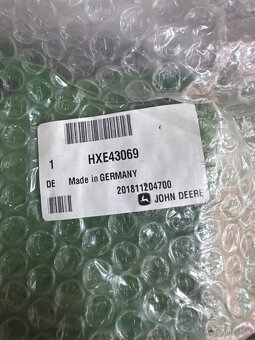 1 HXE43069
DE Made in GERMANY
201811204700
JOHN DEERE